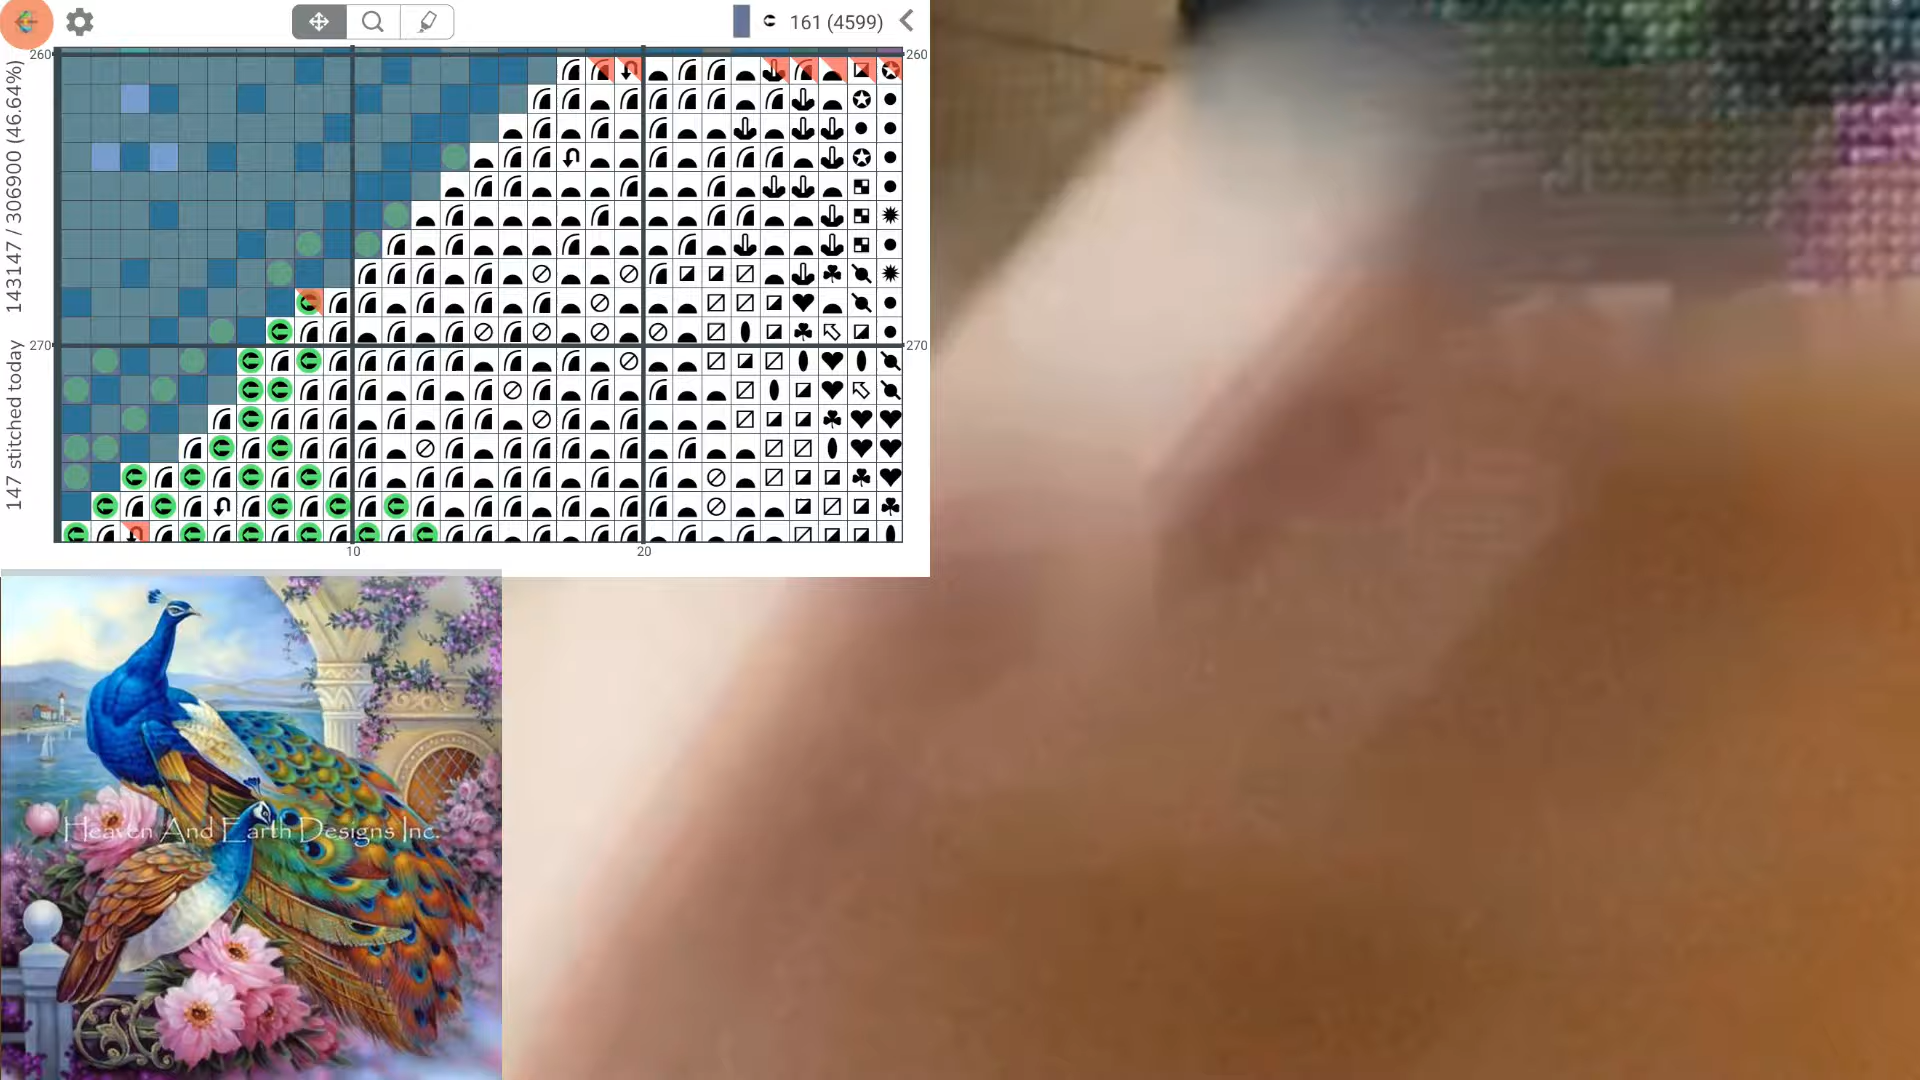 161 (4599)
260
260
143147 / 306900 (46.64%)
147 stitched today
270
270
10
20
Heaven And Earth Designs Inc.